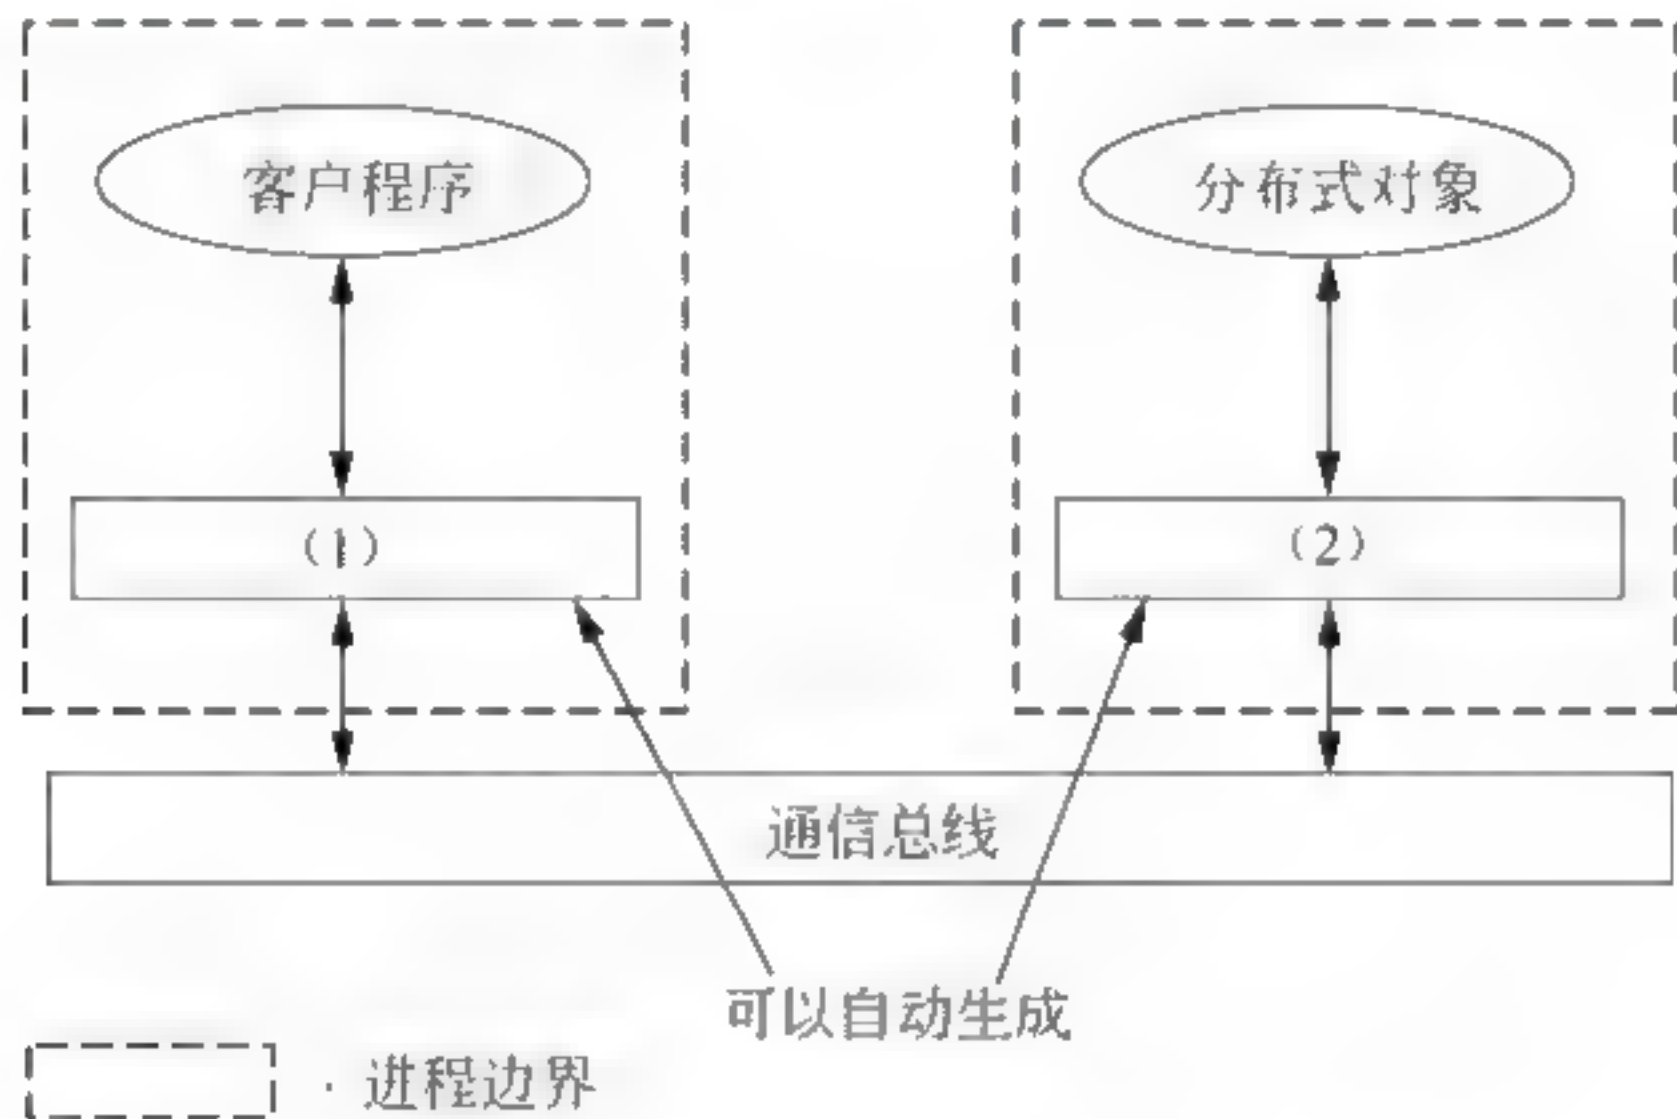 客户程序
分布式对象
(1)
(2)
通信总线
可以自动生成
进程边界